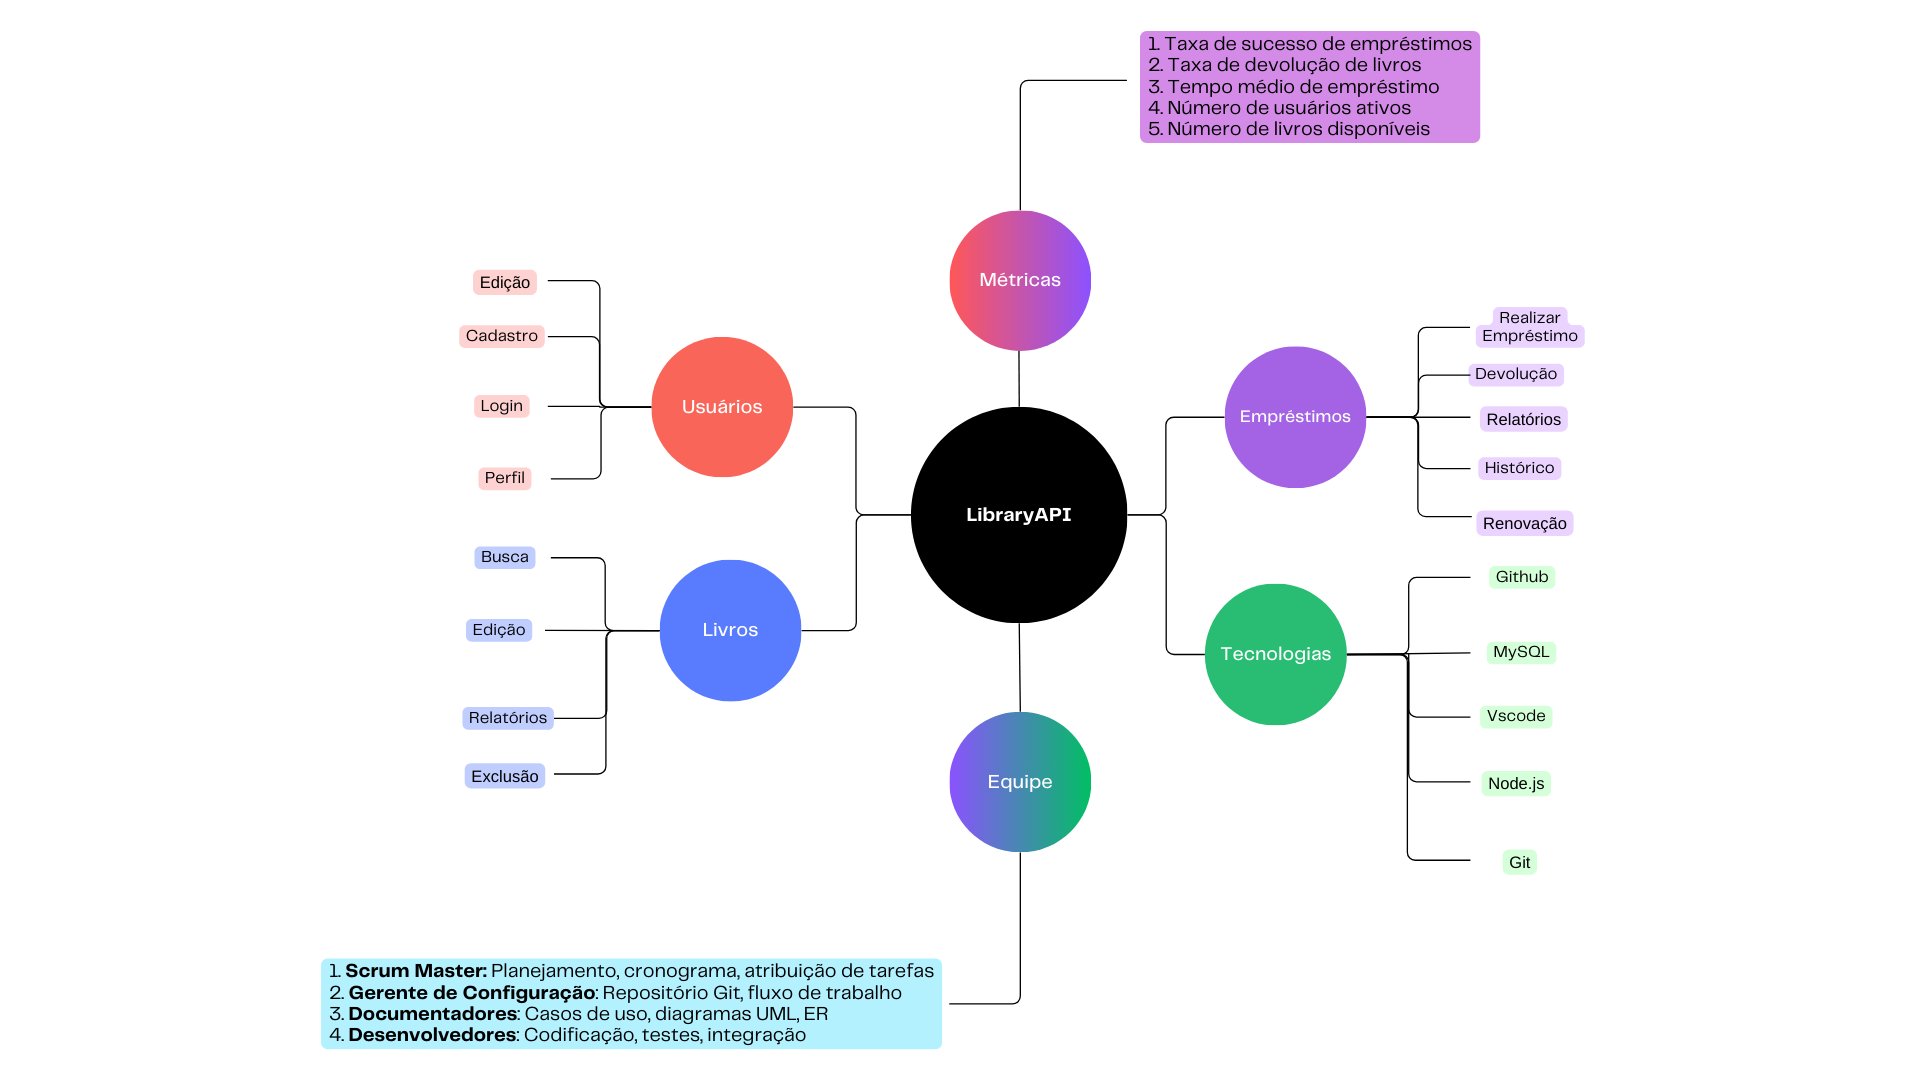 1. Taxa de sucesso de empréstimos
2. Taxa de devolução de livros
3. Tempo médio de empréstimo
4. Número de usuários ativos
5. Número de livros disponíveis
Métricas
Edição
Cadastro
Login
Perfil
Usuários
Busca
Edição
Relatórios
Exclusão
Livros
LibraryAPI
Empréstimos
Realizar
Empréstimo
Devolução
Relatórios
Histórico
Renovação
Tecnologias
Github
MySQL
Vscode
Node.js
Git
Equipe
1. Scrum Master: Planejamento, cronograma, atribuição de tarefas
2. Gerente de Configuração: Repositório Git, fluxo de trabalho
3. Documentadores: Casos de uso, diagramas UML, ER
4. Desenvolvedores: Codificação, testes, integração